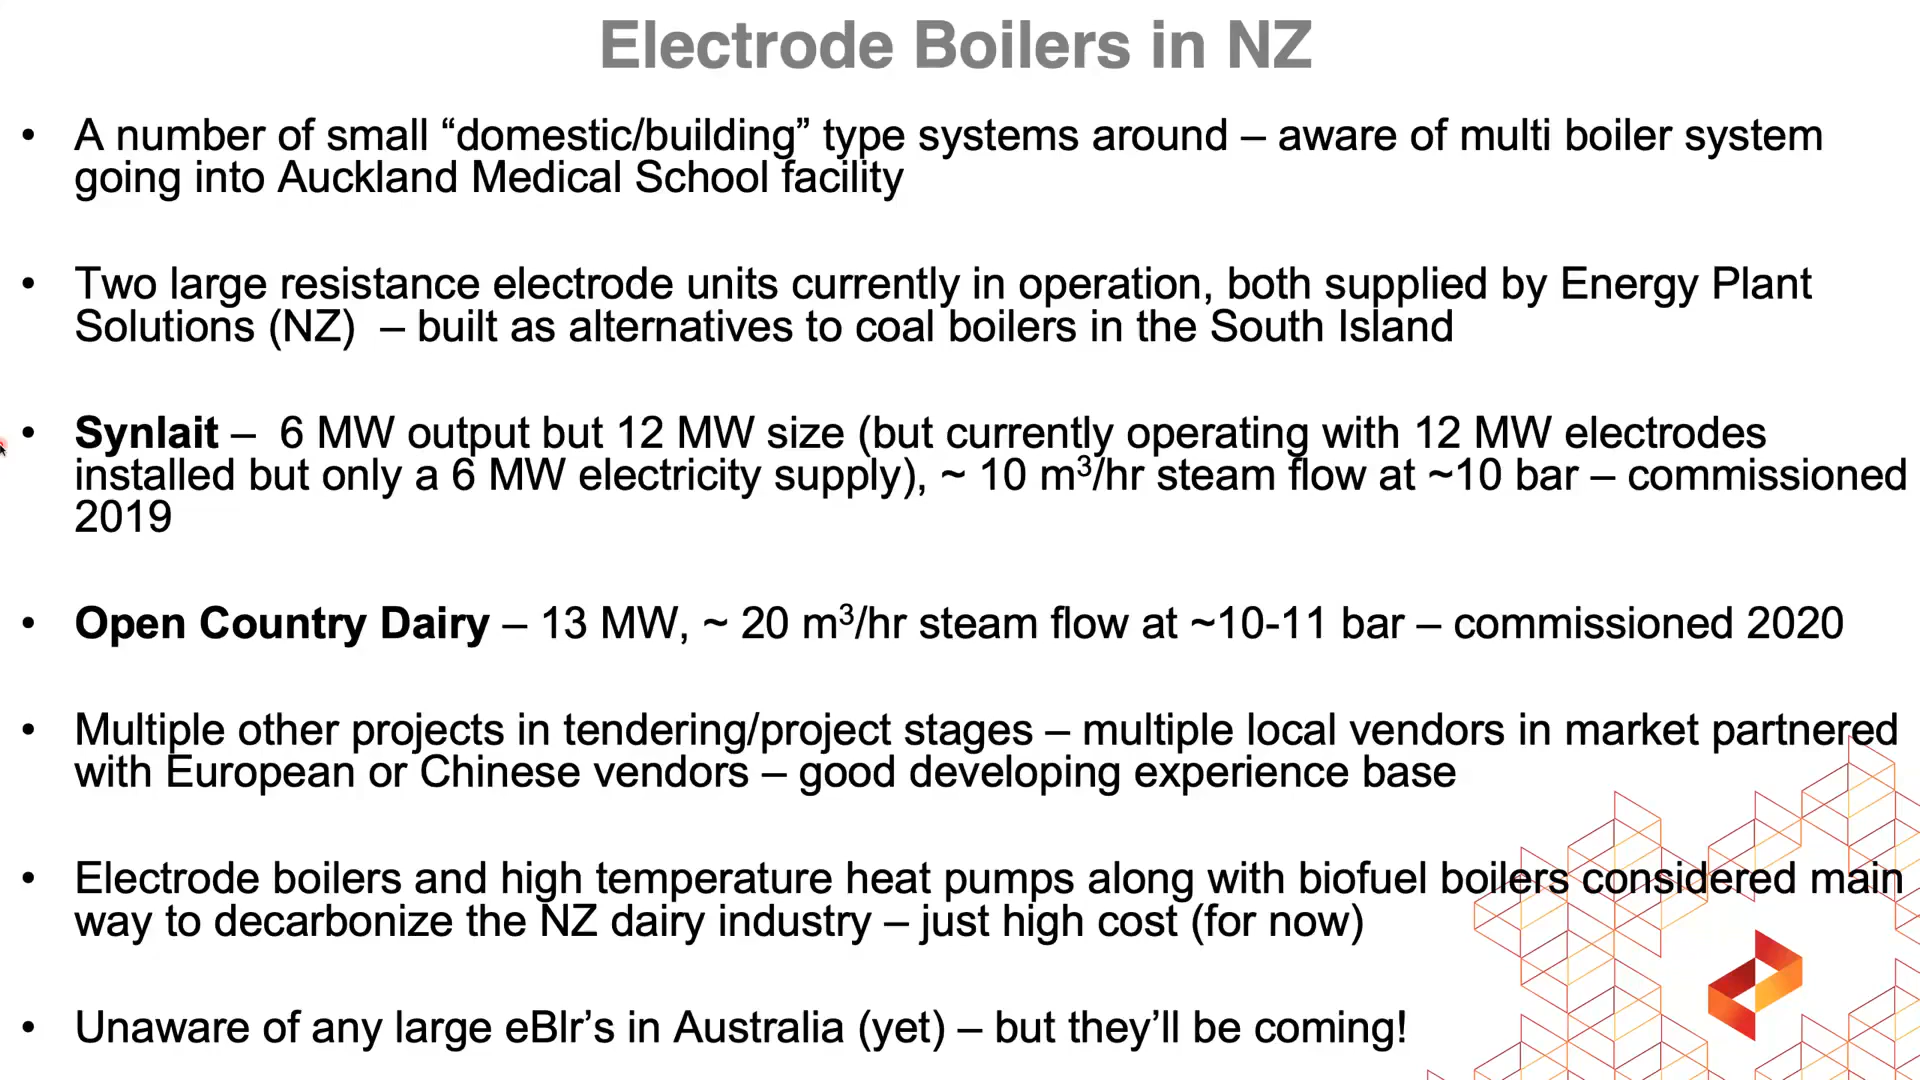 Electrode Boilers in NZ
• A number of small “domestic/building” type systems around – aware of multi boiler system
going into Auckland Medical School facility
• Two large resistance electrode units currently in operation, both supplied by Energy Plant
Solutions (NZ)  – built as alternatives to coal boilers in the South Island
• Synlait –  6 MW output but 12 MW size (but currently operating with 12 MW electrodes
installed but only a 6 MW electricity supply), ~ 10 m³/hr steam flow at ~10 bar – commissioned
2019
• Open Country Dairy – 13 MW, ~ 20 m³/hr steam flow at ~10-11 bar – commissioned 2020
• Multiple other projects in tendering/project stages – multiple local vendors in market partnered
with European or Chinese vendors – good developing experience base
• Electrode boilers and high temperature heat pumps along with biofuel boilers considered main
way to decarbonize the NZ dairy industry – just high cost (for now)
• Unaware of any large eBlr’s in Australia (yet) – but they’ll be coming!